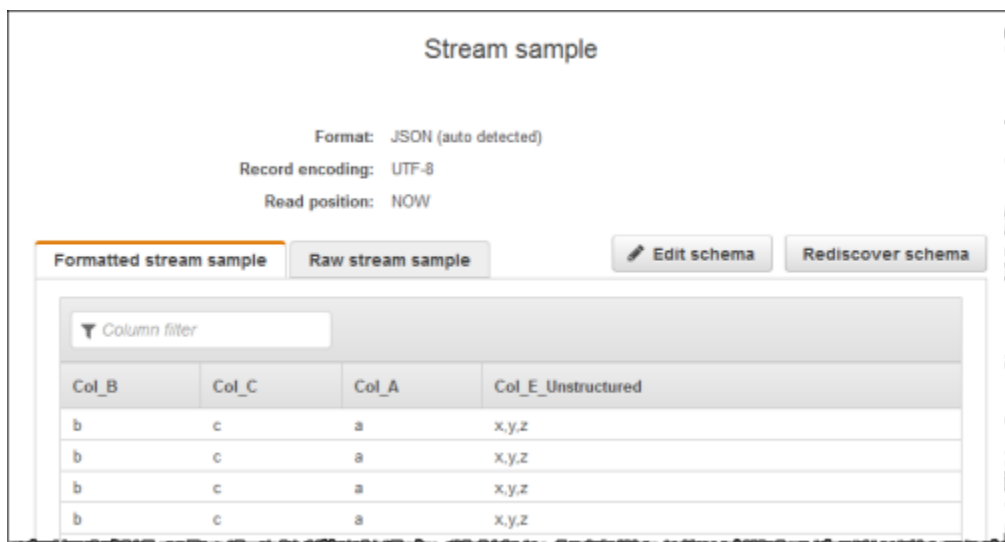 Stream sample
Format: JSON (auto detected)
Record encoding: UTF-8
Read position: NOW
Formatted stream sample Raw stream sample Edit schema Rediscover schema
Column filter
Col_B Col_C Col_A Col_E_Unstructured
b c a x,y,z
b c a x,y,z
b c a x,y,z
b c a x,y,z